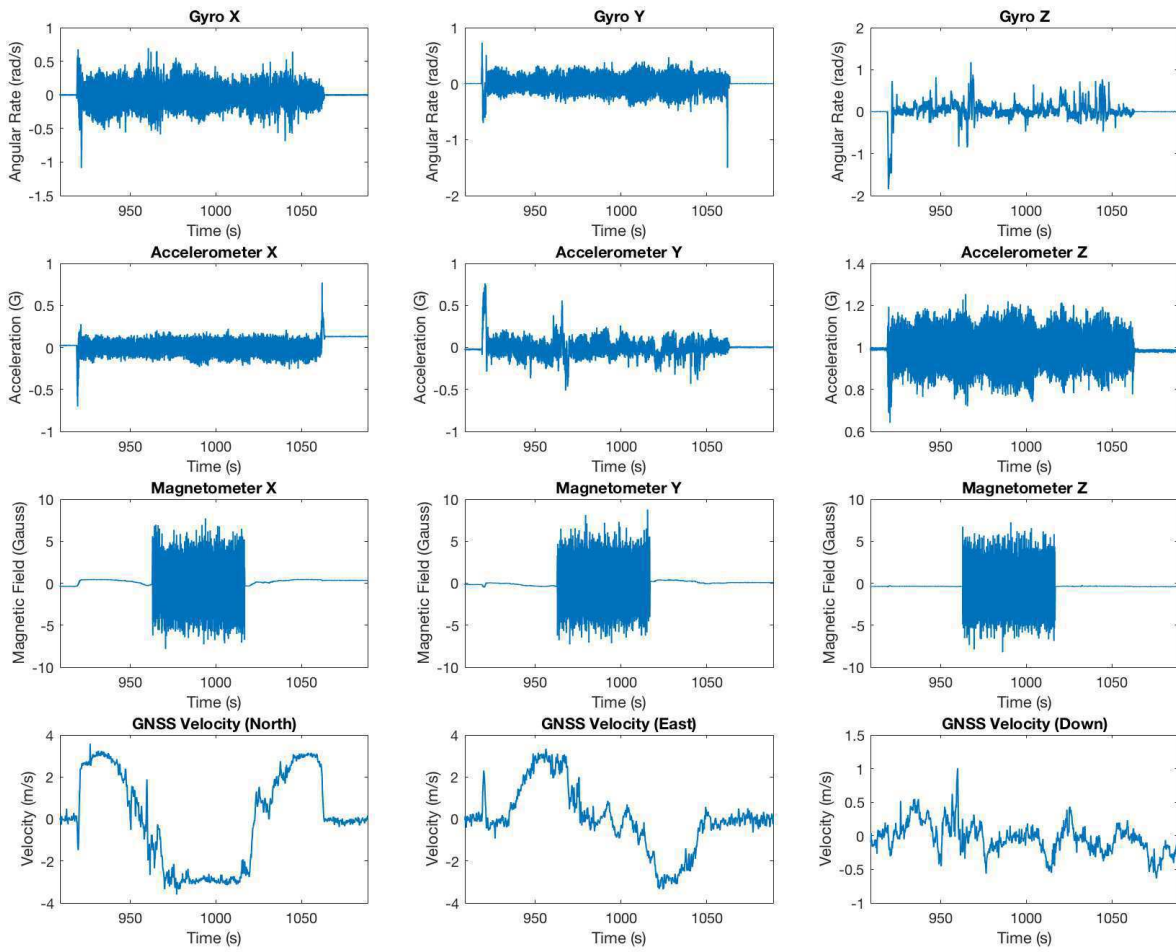 Gyro X
Angular Rate (rad/s)
1
0.5
0
-0.5
-1
-1.5
950
1000
1050
Time (s)
Gyro Y
Angular Rate (rad/s)
1
0
-1
-2
950
1000
1050
Time (s)
Gyro Z
Angular Rate (rad/s)
2
1
0
-1
-2
950
1000
1050
Time (s)
Accelerometer X
Acceleration (G)
1
0.5
0
-0.5
-1
950
1000
1050
Time (s)
Accelerometer Y
Acceleration (G)
1
0.5
0
-0.5
-1
950
1000
1050
Time (s)
Accelerometer Z
Acceleration (G)
1.4
1.2
1
0.8
0.6
950
1000
1050
Time (s)
Magnetometer X
Magnetic Field (Gauss)
10
5
0
-5
-10
950
1000
1050
Time (s)
Magnetometer Y
Magnetic Field (Gauss)
10
5
0
-5
-10
950
1000
1050
Time (s)
Magnetometer Z
Magnetic Field (Gauss)
10
5
0
-5
-10
950
1000
1050
Time (s)
GNSS Velocity (North)
Velocity (m/s)
4
2
0
-2
-4
950
1000
1050
Time (s)
GNSS Velocity (East)
Velocity (m/s)
4
2
0
-2
-4
950
1000
1050
Time (s)
GNSS Velocity (Down)
Velocity (m/s)
1.5
1
0.5
0
-0.5
-1
950
1000
1050
Time (s)